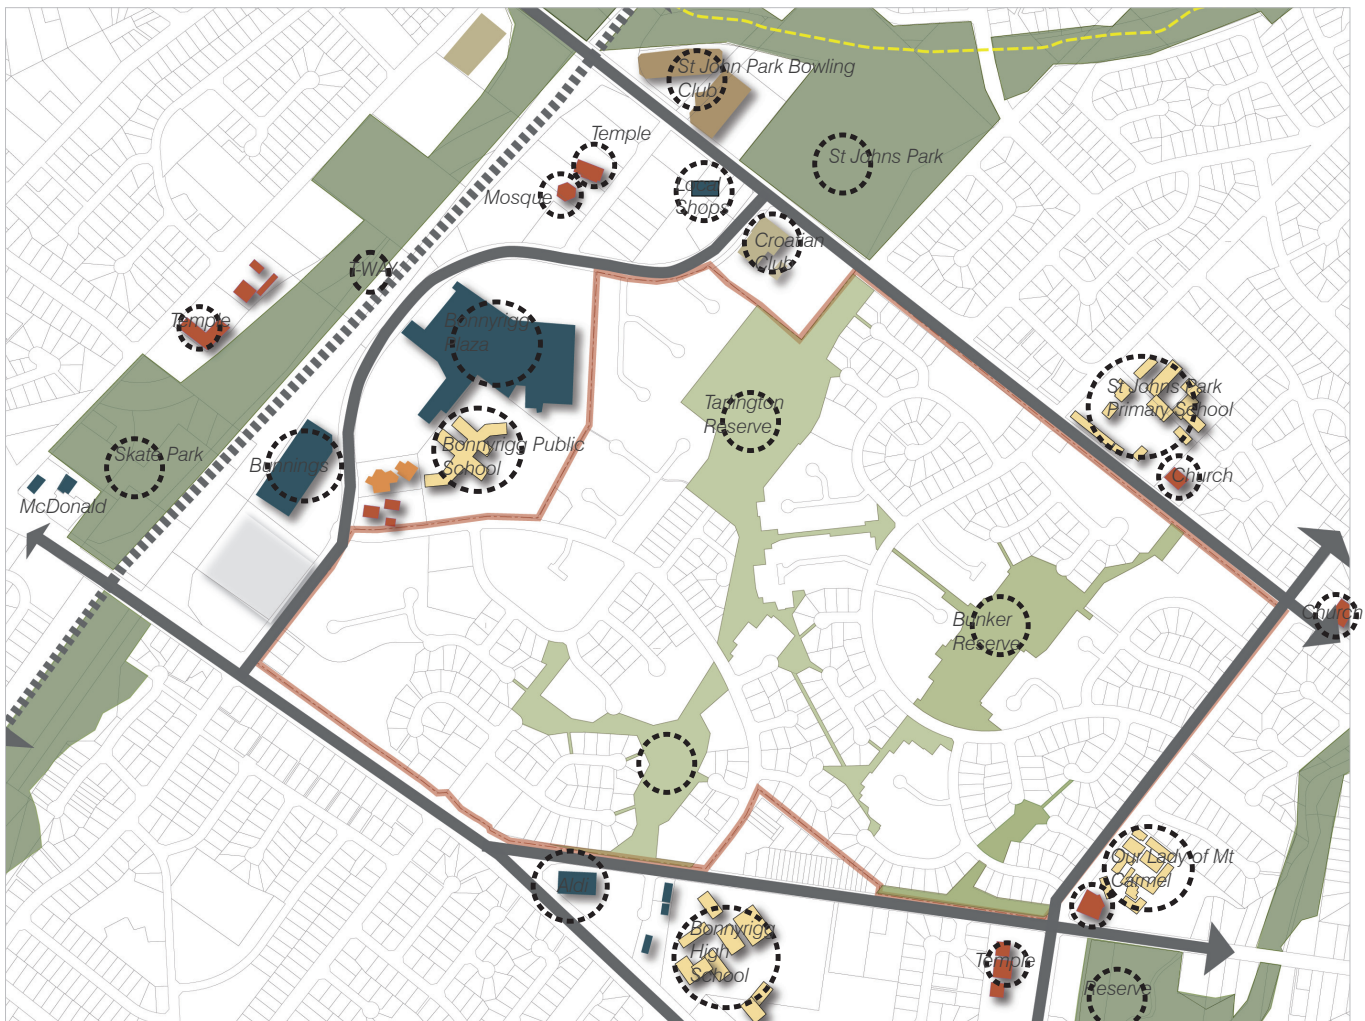 St John Park Bowling
Club
Temple
St Johns Park
Mosque
Local
Shops
Croatian
Club
T-WAY
Temple
Bonnyrigg
Plaza
St Johns Park
Primary School
Tarlington
Reserve
Skate Park
Bunnings
Bonnyrigg Public
School
Church
McDonald
Church
Bunker
Reserve
Our Lady of Mt
Carmel
Aldi
Bonnyrigg
High
School
Temple
Reserve